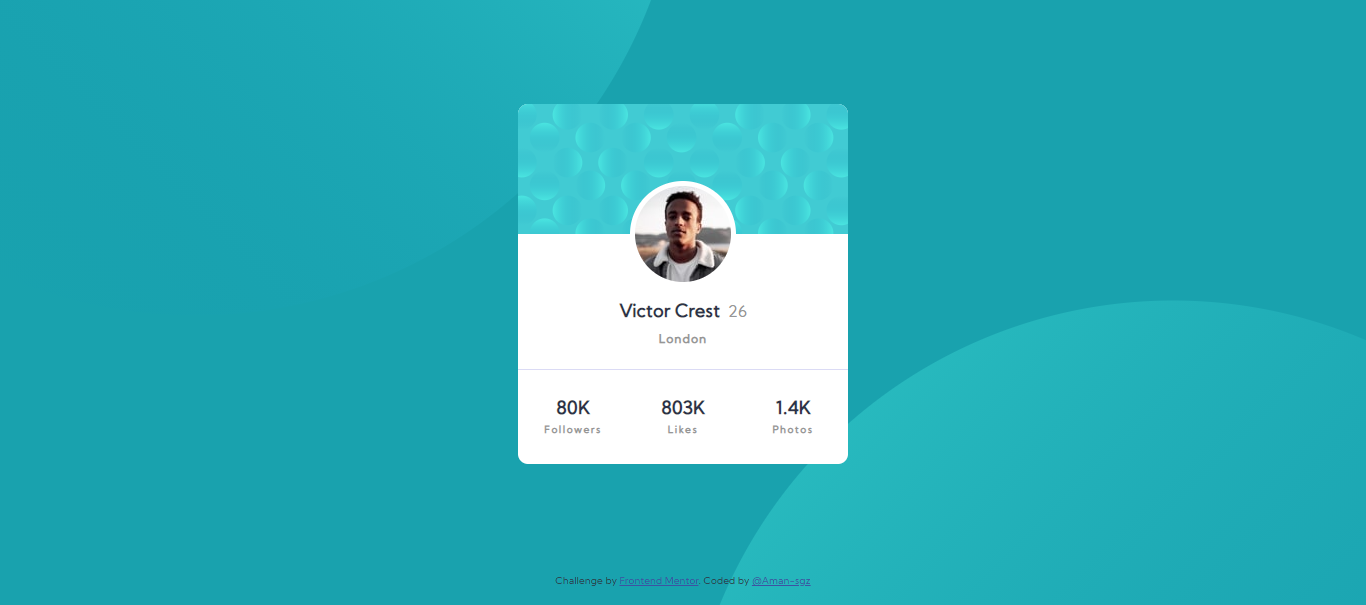 Victor Crest 26
London
80K 803K 1.4K
Followers Likes Photos
Challenge by Frontend Mentor. Coded by @Aman-sgz